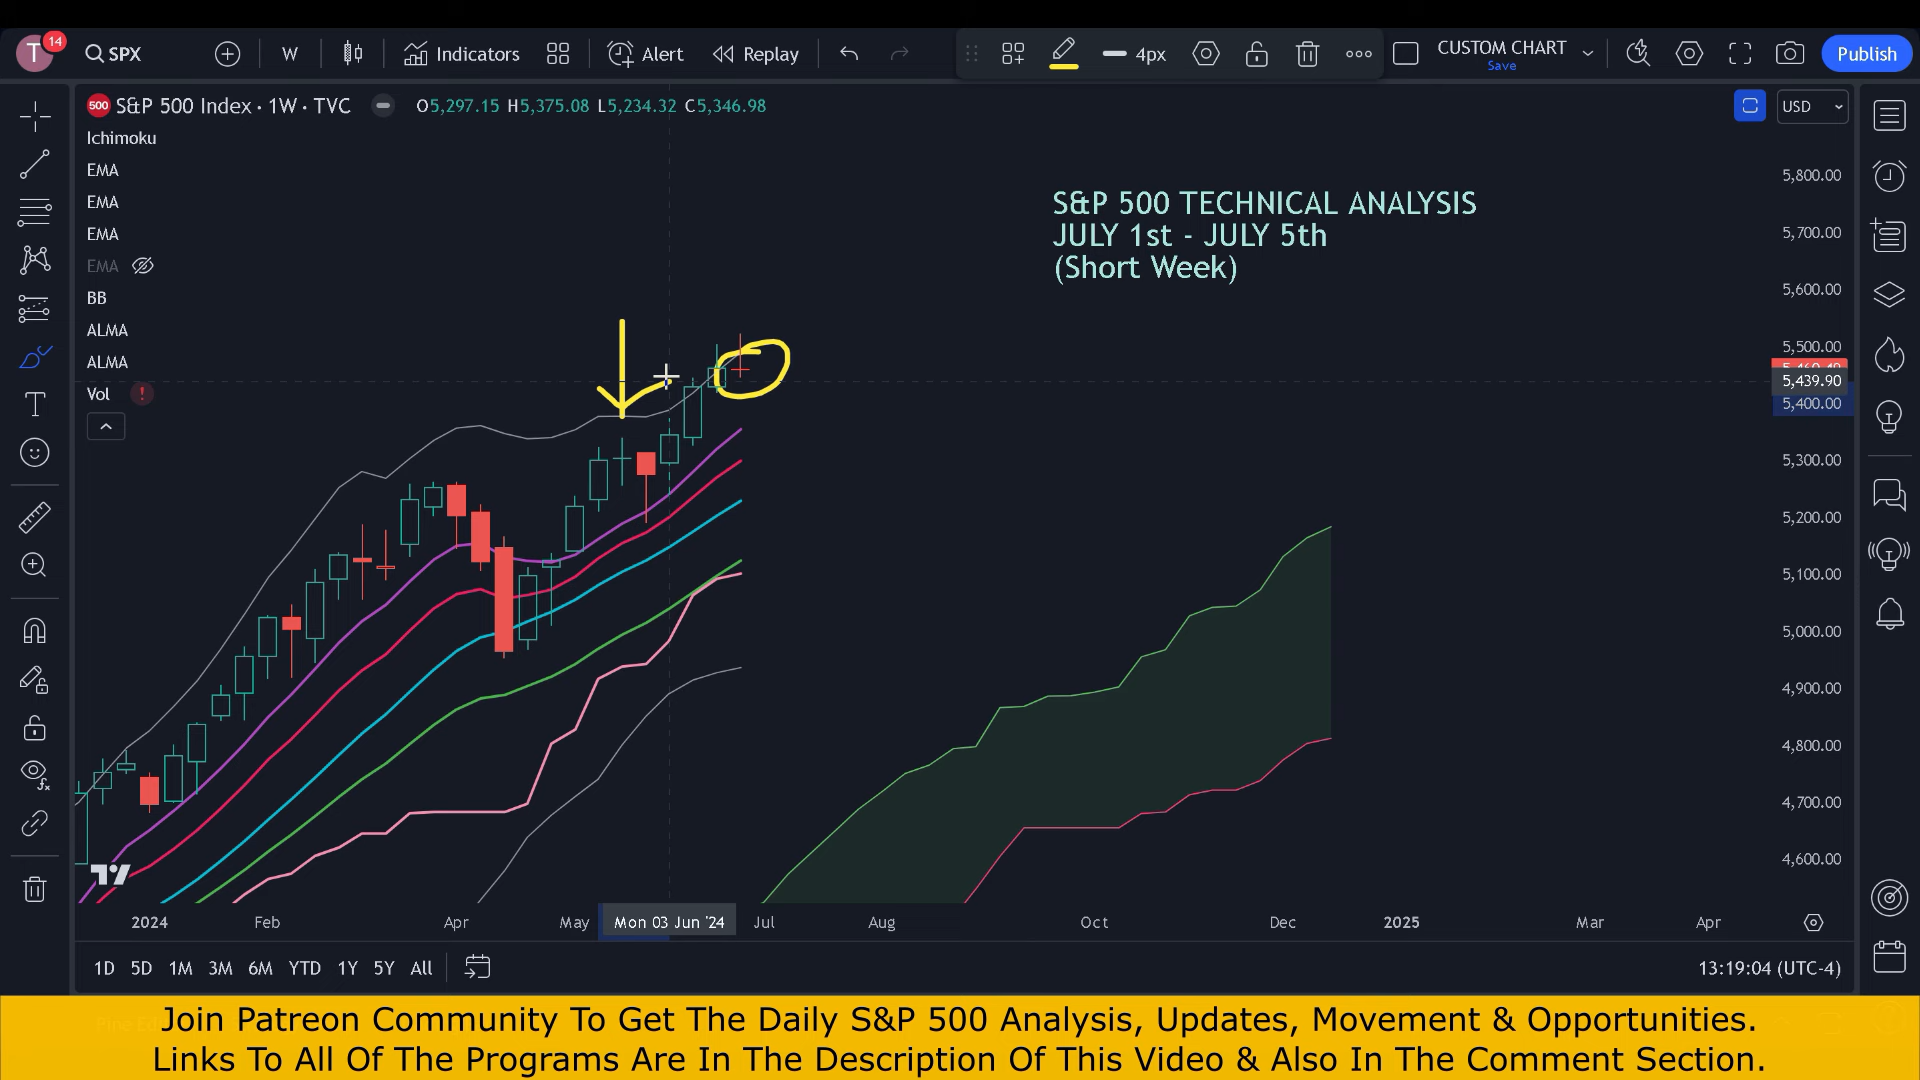 T
14
SPX
W
Indicators
Alert
Replay
4px
CUSTOM CHART
Save
Publish
500
S&P 500 Index · 1W · TVC
O5,297.15 H5,375.08 L5,234.32 C5,346.98
USD
Ichimoku
EMA
EMA
EMA
EMA
BB
ALMA
ALMA
Vol
S&P 500 TECHNICAL ANALYSIS
JULY 1st - JULY 5th
(Short Week)
5,800.00
5,700.00
5,600.00
5,500.00
5,439.90
5,400.00
5,300.00
5,200.00
5,100.00
5,000.00
4,900.00
4,800.00
4,700.00
4,600.00
2024
Feb
Apr
May
Mon 03 Jun '24
Jul
Aug
Oct
Dec
2025
Mar
Apr
1D 5D 1M 3M 6M YTD 1Y 5Y All
13:19:04 (UTC-4)
Join Patreon Community To Get The Daily S&P 500 Analysis, Updates, Movement & Opportunities.
Links To All Of The Programs Are In The Description Of This Video & Also In The Comment Section.